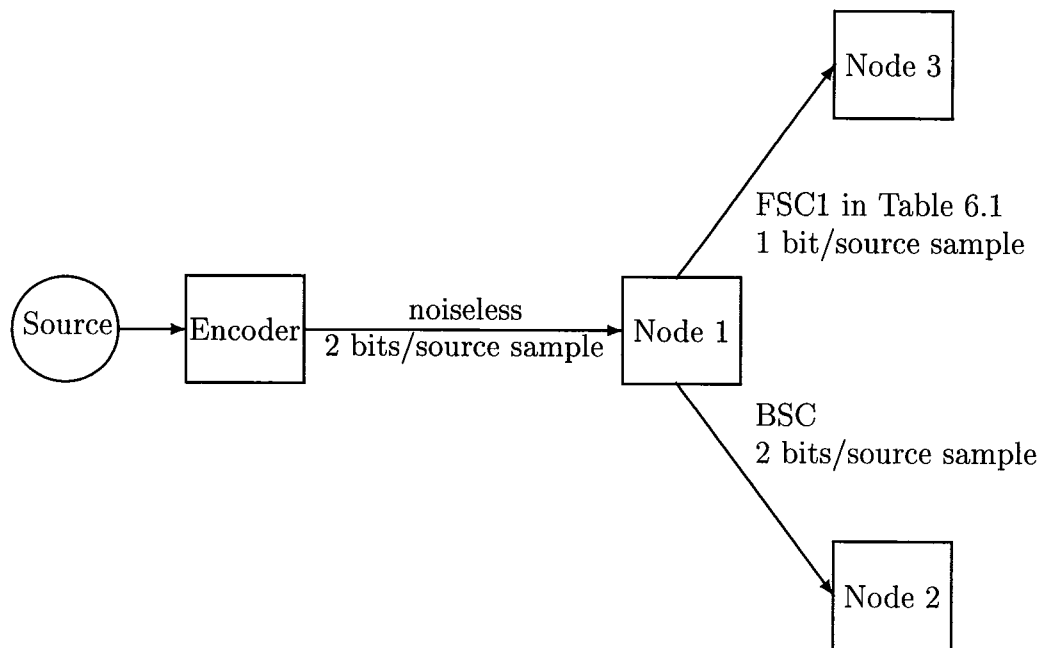 Node 3
FSC1 in Table 6.1
1 bit/source sample
Source
Encoder
noiseless
2 bits/source sample
Node 1
BSC
2 bits/source sample
Node 2